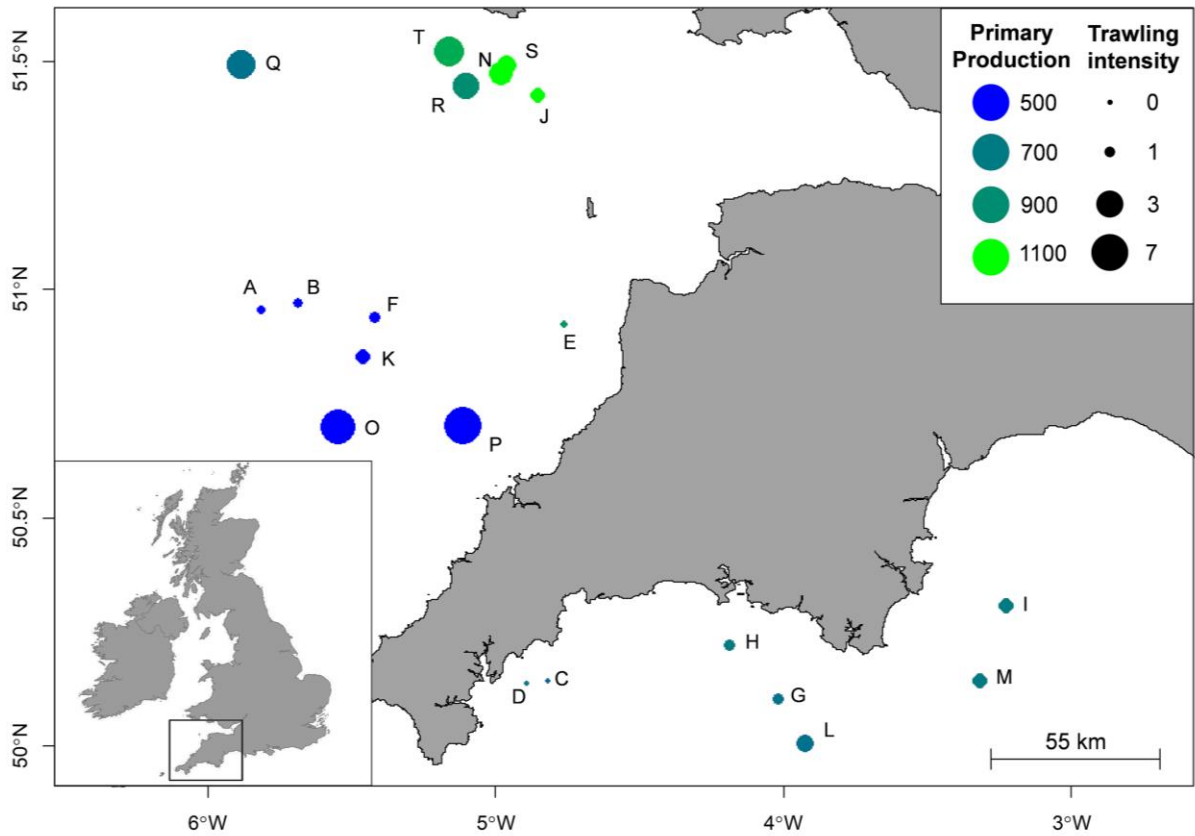 Primary Production
Trawling intensity
500
0
700
1
900
3
1100
7
51.5°N
51°N
50.5°N
50°N
T
N
S
Q
R
J
A
B
F
E
K
O
P
I
H
D
C
G
M
L
55 km
6°W
5°W
4°W
3°W